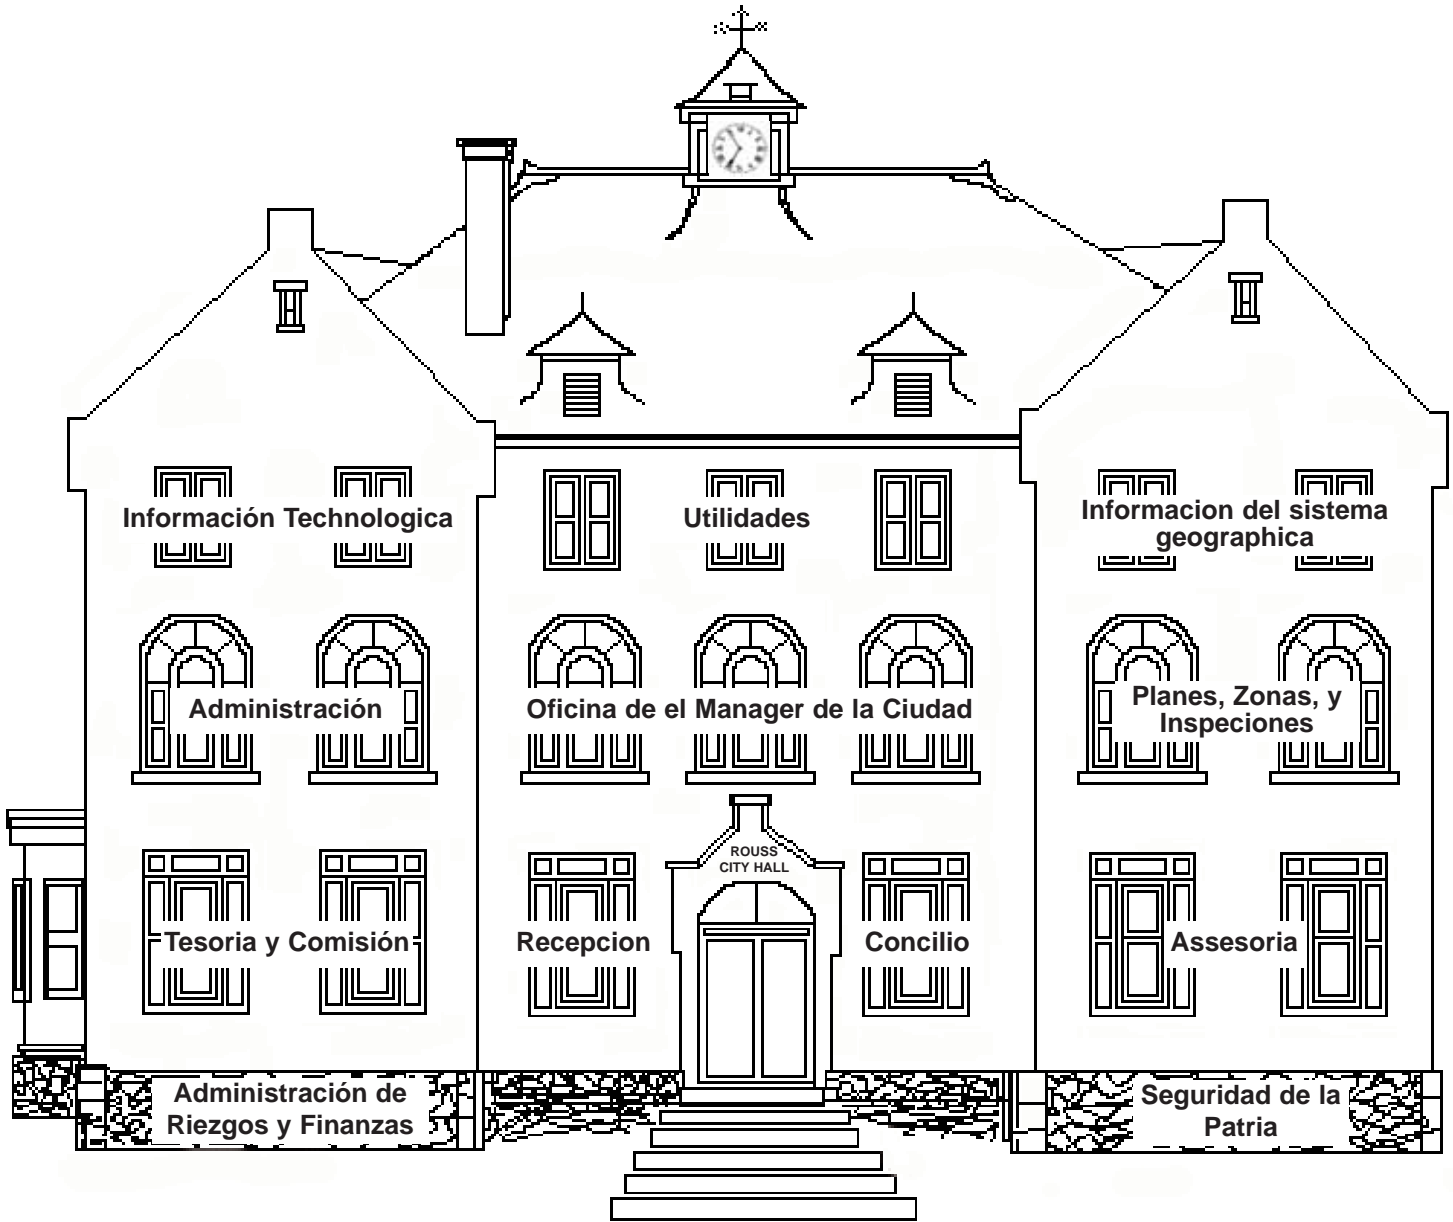 Información Technologica
Utilidades
Informacion del sistema
geographica
Administración
Oficina de el Manager de la Ciudad
Planes, Zonas, y
Inspeciones
ROUSS
CITY HALL
Tesoria y Comisión
Recepcion
Concilio
Assesoria
Administración de
Riezgos y Finanzas
Seguridad de la
Patria